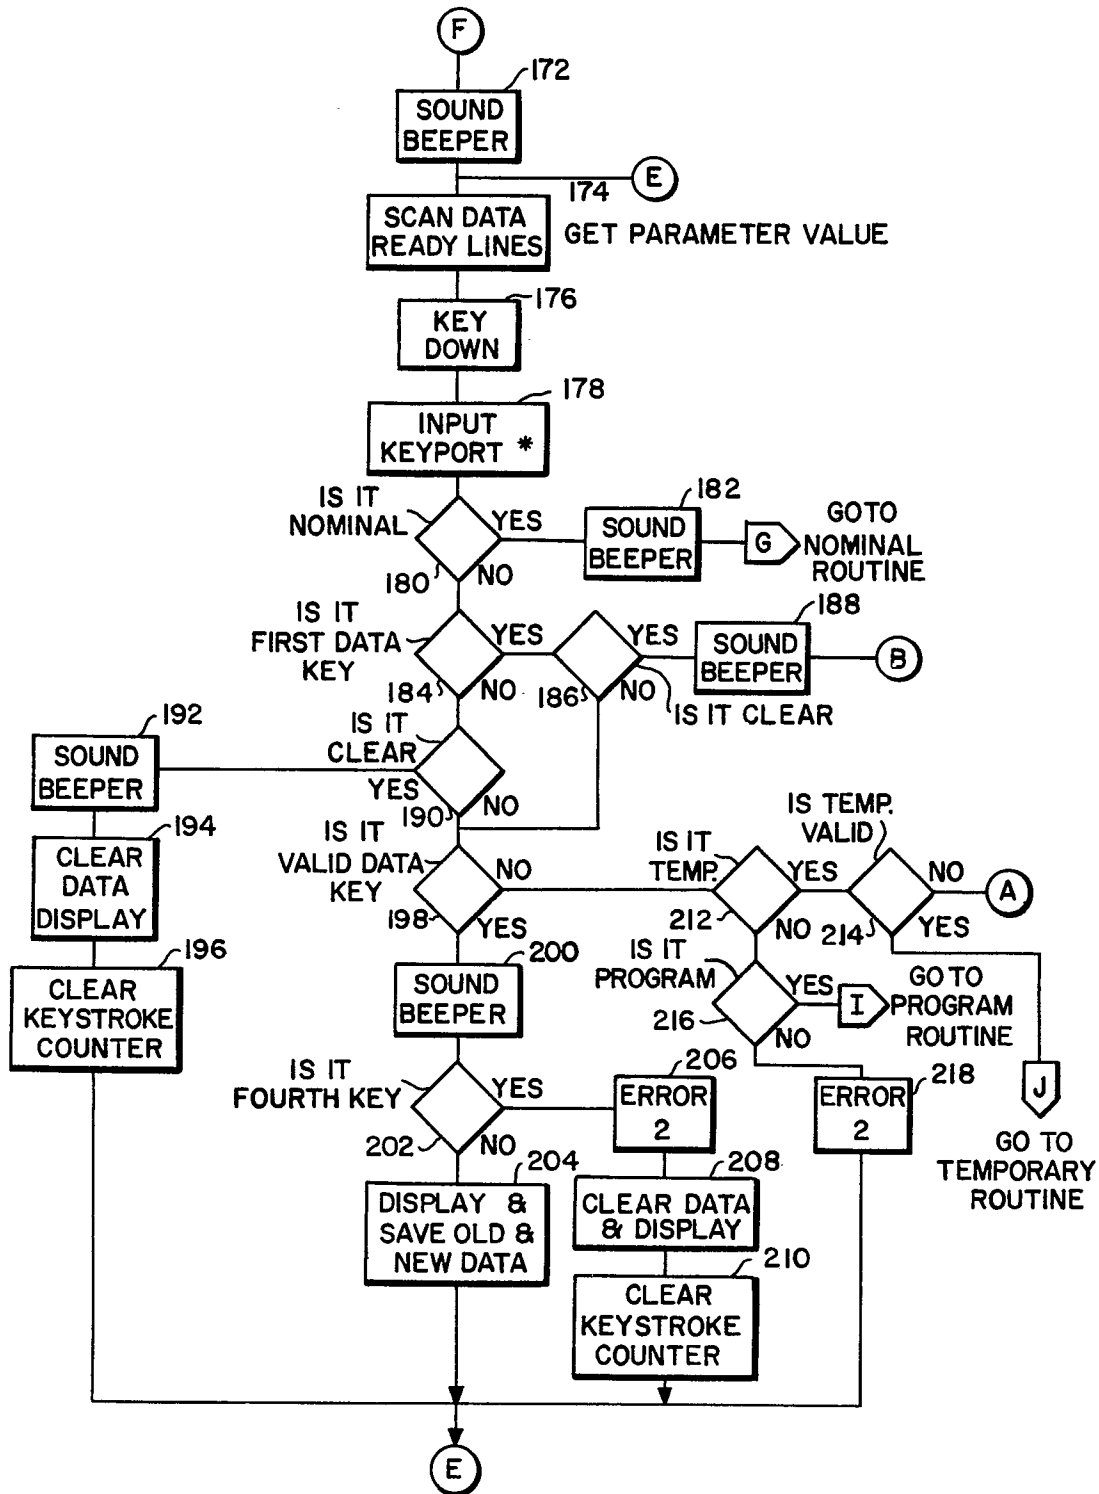 F
172
SOUND
BEEPER
E
174
SCAN DATA
READY LINES
GET PARAMETER VALUE
176
KEY
DOWN
178
INPUT
KEYPORT *
IS IT
NOMINAL
YES
180
NO
182
SOUND
BEEPER
G
GOTO
NOMINAL
ROUTINE
IS IT
FIRST DATA
KEY
YES
184
NO
YES
186
NO
IS IT CLEAR
188
SOUND
BEEPER
B
192
SOUND
BEEPER
IS IT
CLEAR
YES
190
NO
194
CLEAR
DATA
DISPLAY
196
CLEAR
KEYSTROKE
COUNTER
IS IT
VALID DATA
KEY
NO
198
YES
IS IT
TEMP.
YES
212
NO
IS TEMP.
VALID
NO
214
YES
A
200
SOUND
BEEPER
IS IT
PROGRAM
YES
216
NO
I
GO TO
PROGRAM
ROUTINE
IS IT
FOURTH KEY
YES
202
NO
206
ERROR
2
218
ERROR
2
J
GO TO
TEMPORARY
ROUTINE
204
DISPLAY &
SAVE OLD &
NEW DATA
208
CLEAR DATA
& DISPLAY
210
CLEAR
KEYSTROKE
COUNTER
E